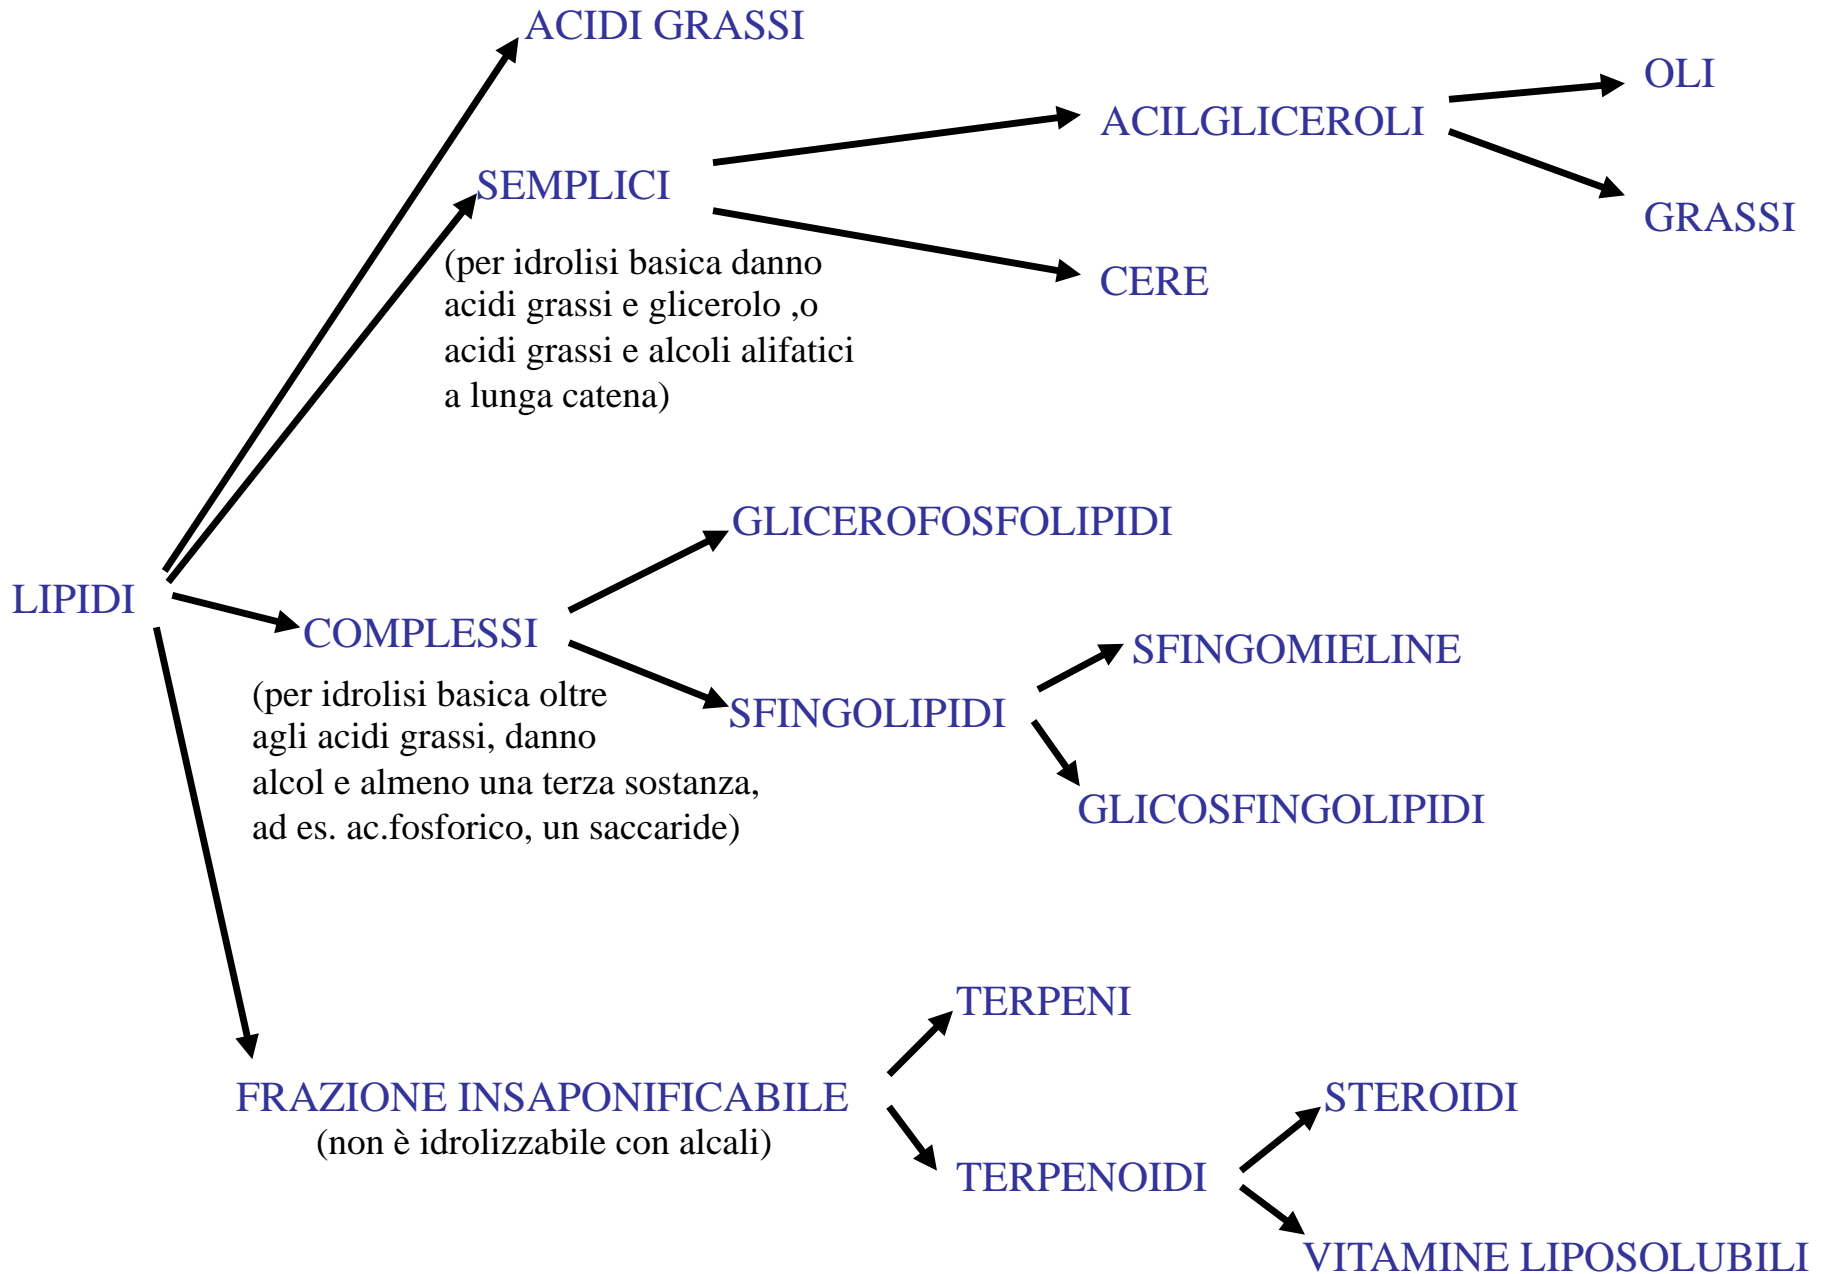 ACIDI GRASSI
OLI
ACILGLICEROLI
SEMPLICI
GRASSI
(per idrolisi basica danno
acidi grassi e glicerolo ,o
acidi grassi e alcoli alifatici
a lunga catena)
CERE
GLICEROFOSFOLIPIDI
LIPIDI
COMPLESSI
SFINGOMIELINE
(per idrolisi basica oltre
agli acidi grassi, danno
alcol e almeno una terza sostanza,
ad es. ac.fosforico, un saccaride)
SFINGOLIPIDI
GLICOSFINGOLIPIDI
TERPENI
FRAZIONE INSAPONIFICABILE
(non è idrolizzabile con alcali)
STEROIDI
TERPENOIDI
VITAMINE LIPOSOLUBILI